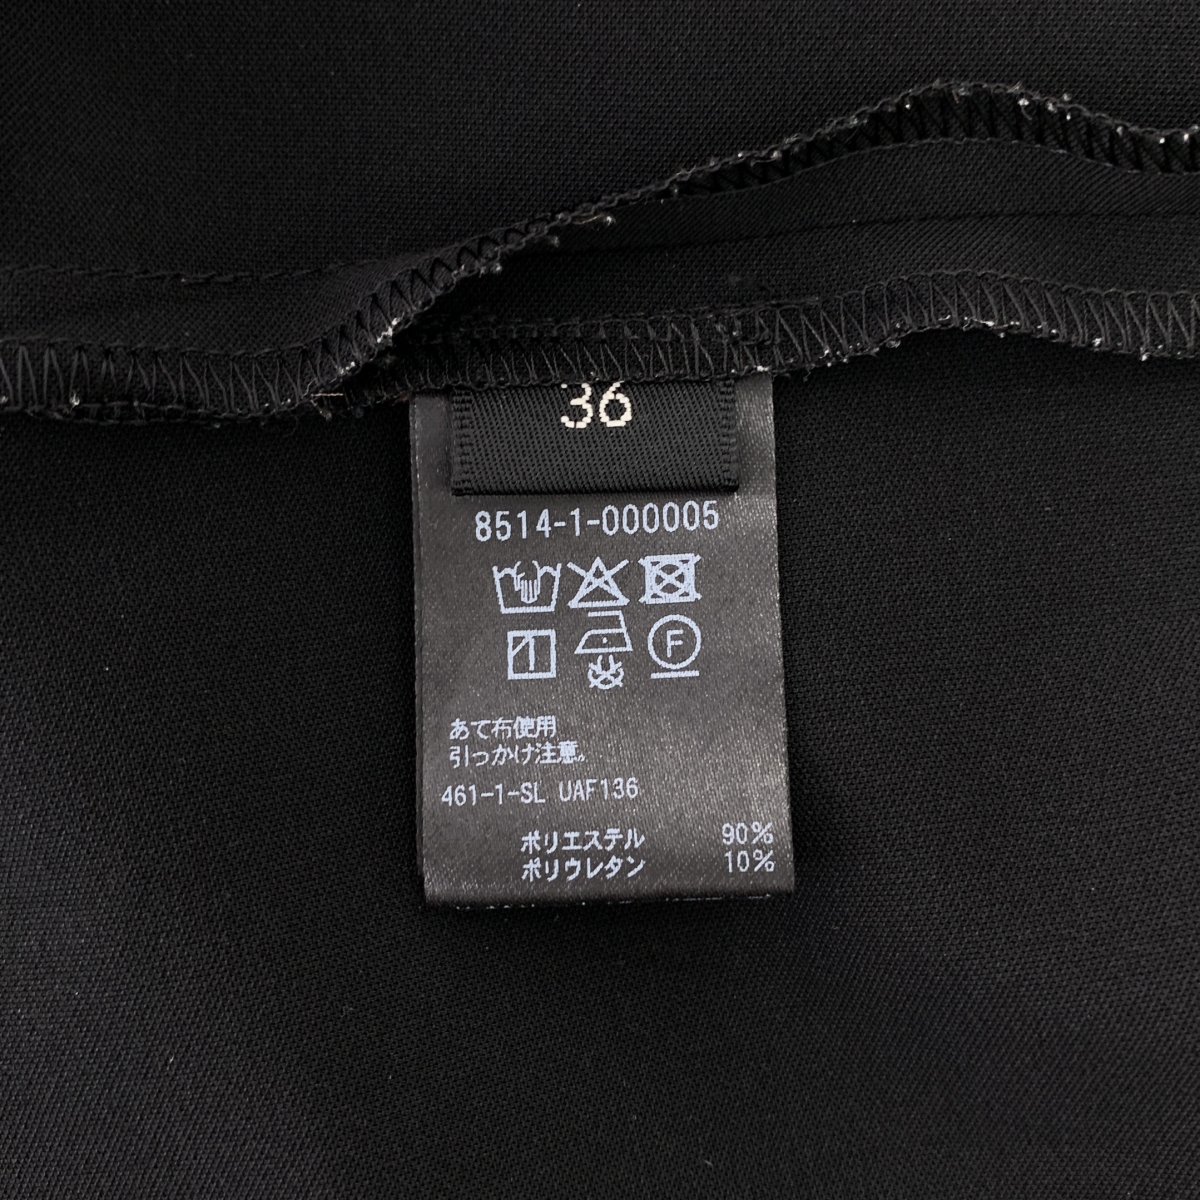 36
8514-1-000005
F
あて布使用
引っかけ注意。
461-1-SL UAF136
ポリエステル 90%
ポリウレタン 10%